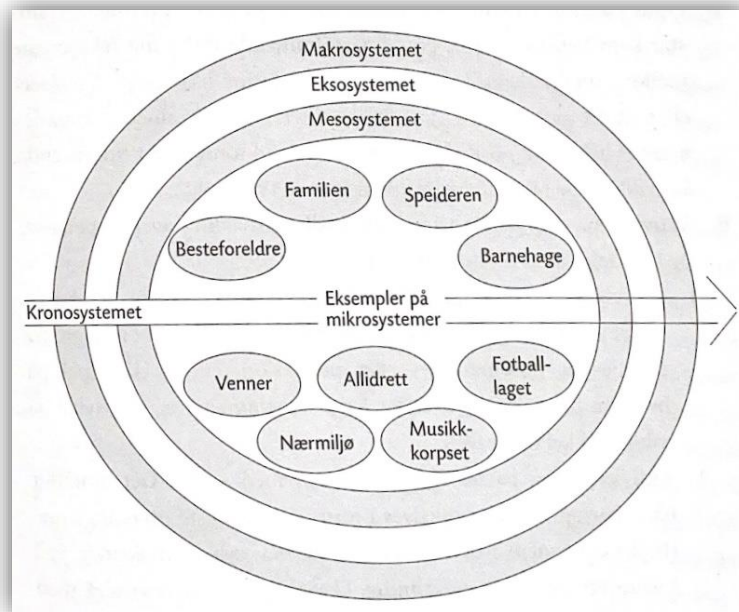 Makrosystemet
Eksosystemet
Mesosystemet
Familien
Speideren
Besteforeldre
Barnehage
Kronosystemet
Eksempler på
mikrosystemer
Venner
Allidrett
Fotball-
laget
Nærmiljø
Musikk-
korpset